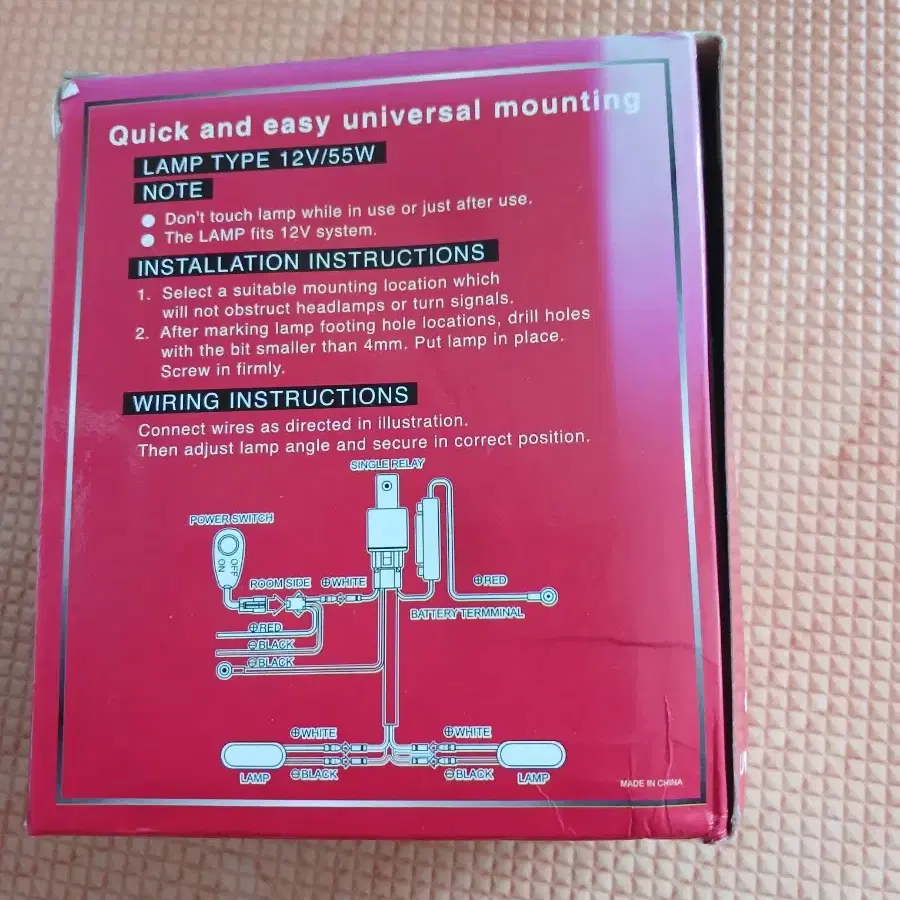 Quick and easy universal mounting
LAMP TYPE 12V/55W
NOTE
● Don't touch lamp while in use or just after use.
● The LAMP fits 12V system.
INSTALLATION INSTRUCTIONS
1. Select a suitable mounting location which
will not obstruct headlamps or turn signals.
2. After marking lamp footing hole locations, drill holes
with the bit smaller than 4mm. Put lamp in place.
Screw in firmly.
WIRING INSTRUCTIONS
Connect wires as directed in illustration.
Then adjust lamp angle and secure in correct position.
SINGLE RELAY
POWER SWITCH
OFF
ON
ROOM SIDE
⊕WHITE
⊕RED
BATTERY TERMMINAL
⊕RED
⊖BLACK
⊖BLACK
⊕WHITE
⊕WHITE
LAMP
⊖BLACK
⊖BLACK
LAMP
MADE IN CHINA